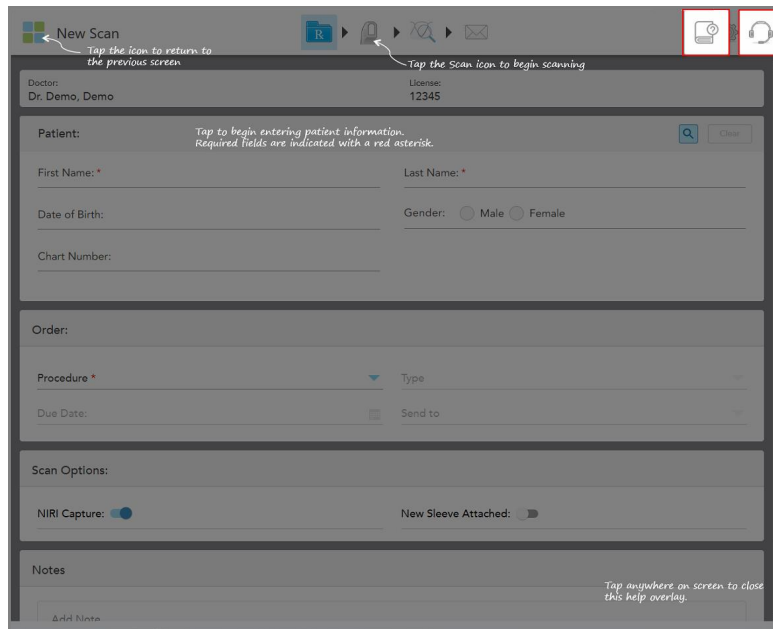 New Scan
R
Tap the icon to return to
the previous screen
Tap the Scan icon to begin scanning
Doctor:
Dr. Demo, Demo
License:
12345
Patient:
Tap to begin entering patient information.
Required fields are indicated with a red asterisk.
Clear
First Name: *
Last Name: *
Date of Birth:
Gender: Male Female
Chart Number:
Order:
Procedure *
Type
Due Date:
Send to
Scan Options:
NIRI Capture:
New Sleeve Attached:
Notes
Tap anywhere on screen to close
this help overlay.
Add Note